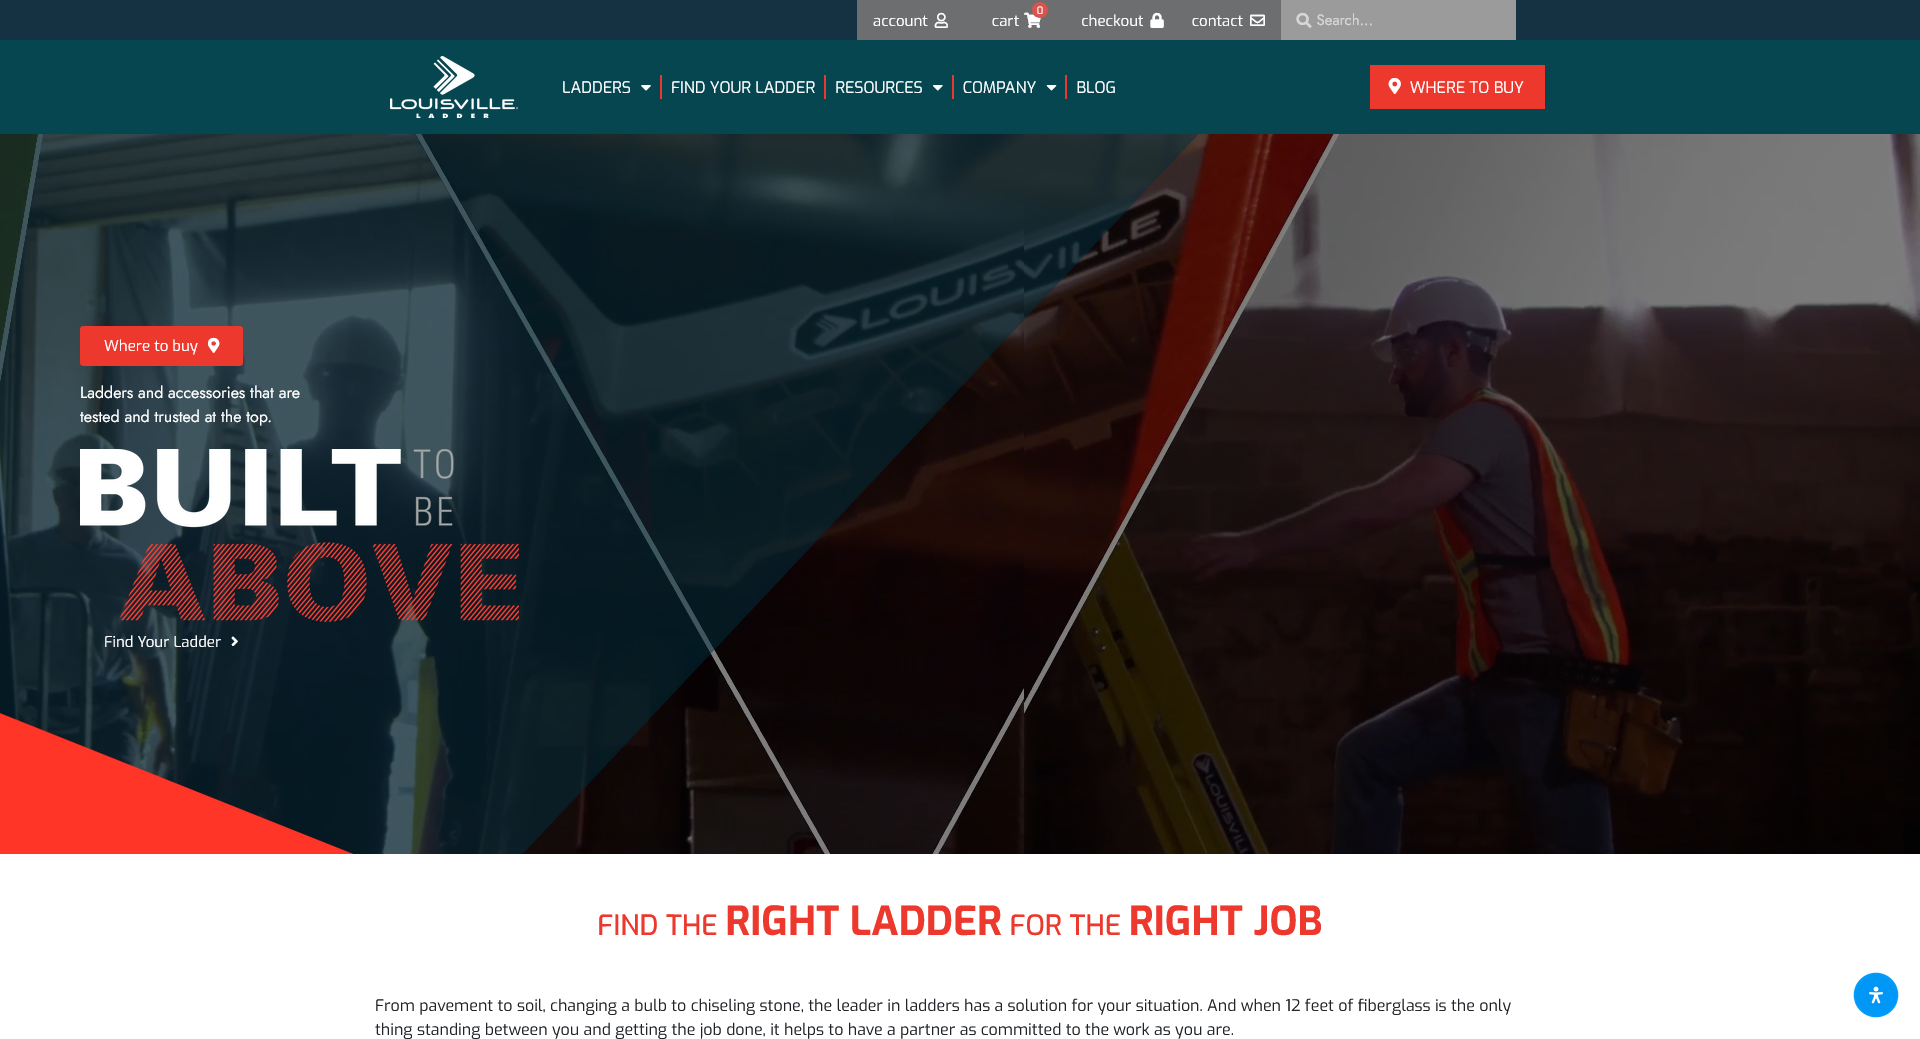 account
cart
0
checkout
contact
Search...
LOUISVILLE
LADDER
LADDERS
FIND YOUR LADDER
RESOURCES
COMPANY
BLOG
WHERE TO BUY
LOUISVILLE
Where to buy
Ladders and accessories that are
tested and trusted at the top.
BUILT TO BE
ABOVE
Find Your Ladder
LOUISVILLE
FIND THE RIGHT LADDER FOR THE RIGHT JOB
From pavement to soil, changing a bulb to chiseling stone, the leader in ladders has a solution for your situation. And when 12 feet of fiberglass is the only
thing standing between you and getting the job done, it helps to have a partner as committed to the work as you are.